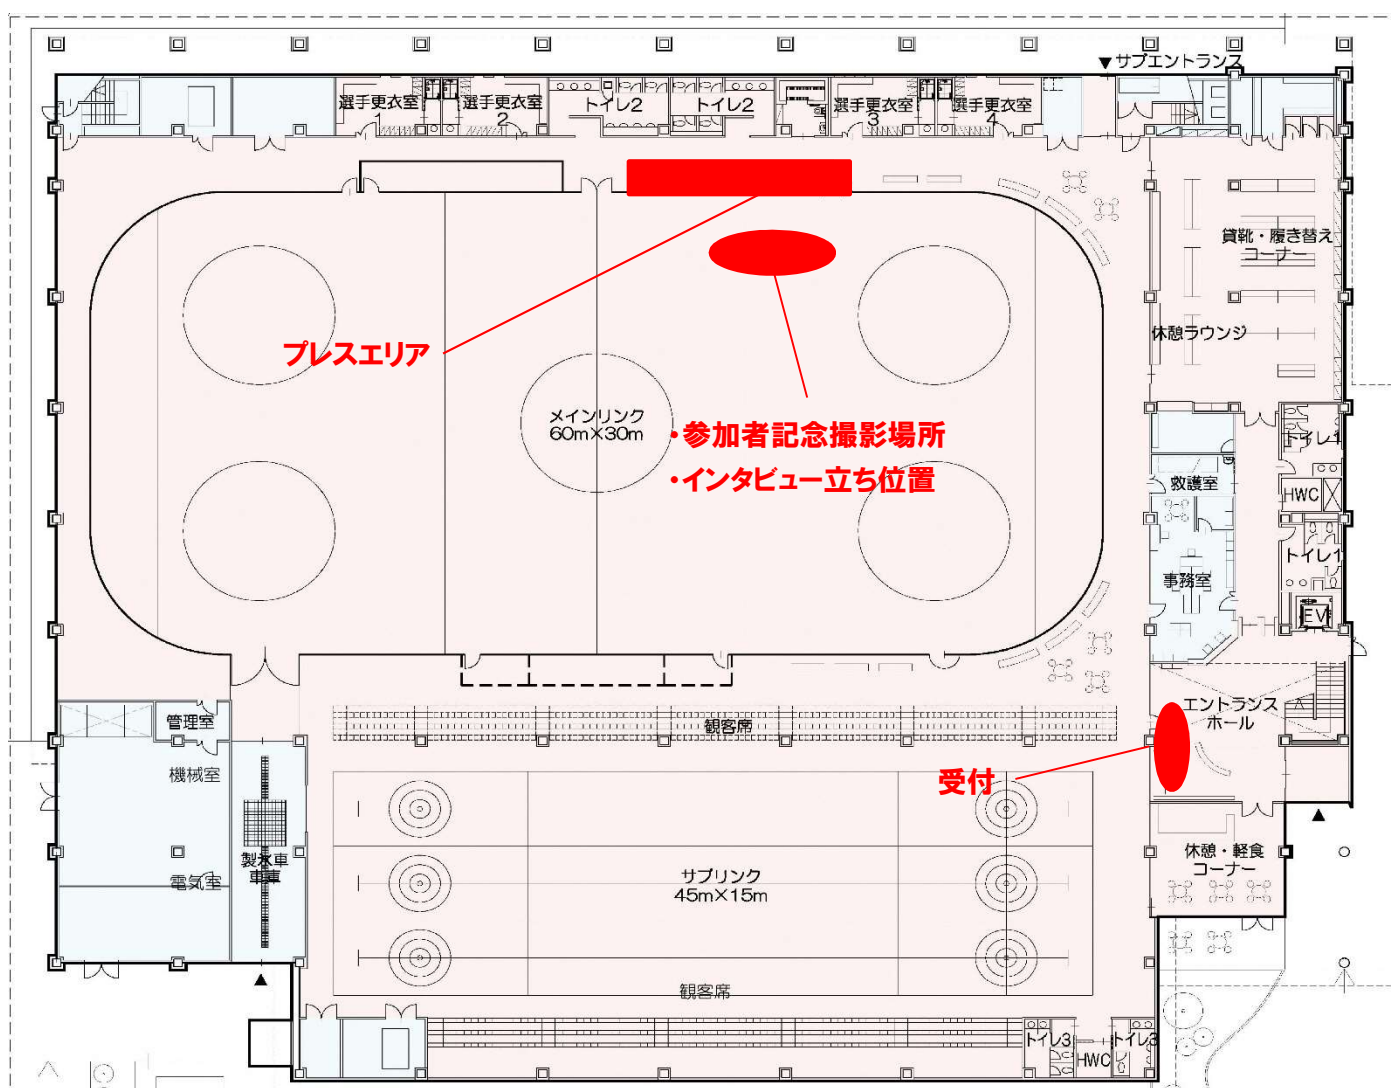 ▼サブエントランス
選手更衣室
1
選手更衣室
2
トイレ2
トイレ2
選手更衣室
3
選手更衣室
4
貸靴・履き替え
コーナー
休憩ラウンジ
プレスエリア
メインリンク
60m×30m
・参加者記念撮影場所
・インタビュー立ち位置
トイレ1
救護室
HWC
トイレ1
事務室
EV
エントランス
ホール
管理室
観客席
機械室
受付
製氷車
車庫
電気室
サブリンク
45m×15m
休憩・軽食
コーナー
観客席
トイレ3
HWC
トイレ3